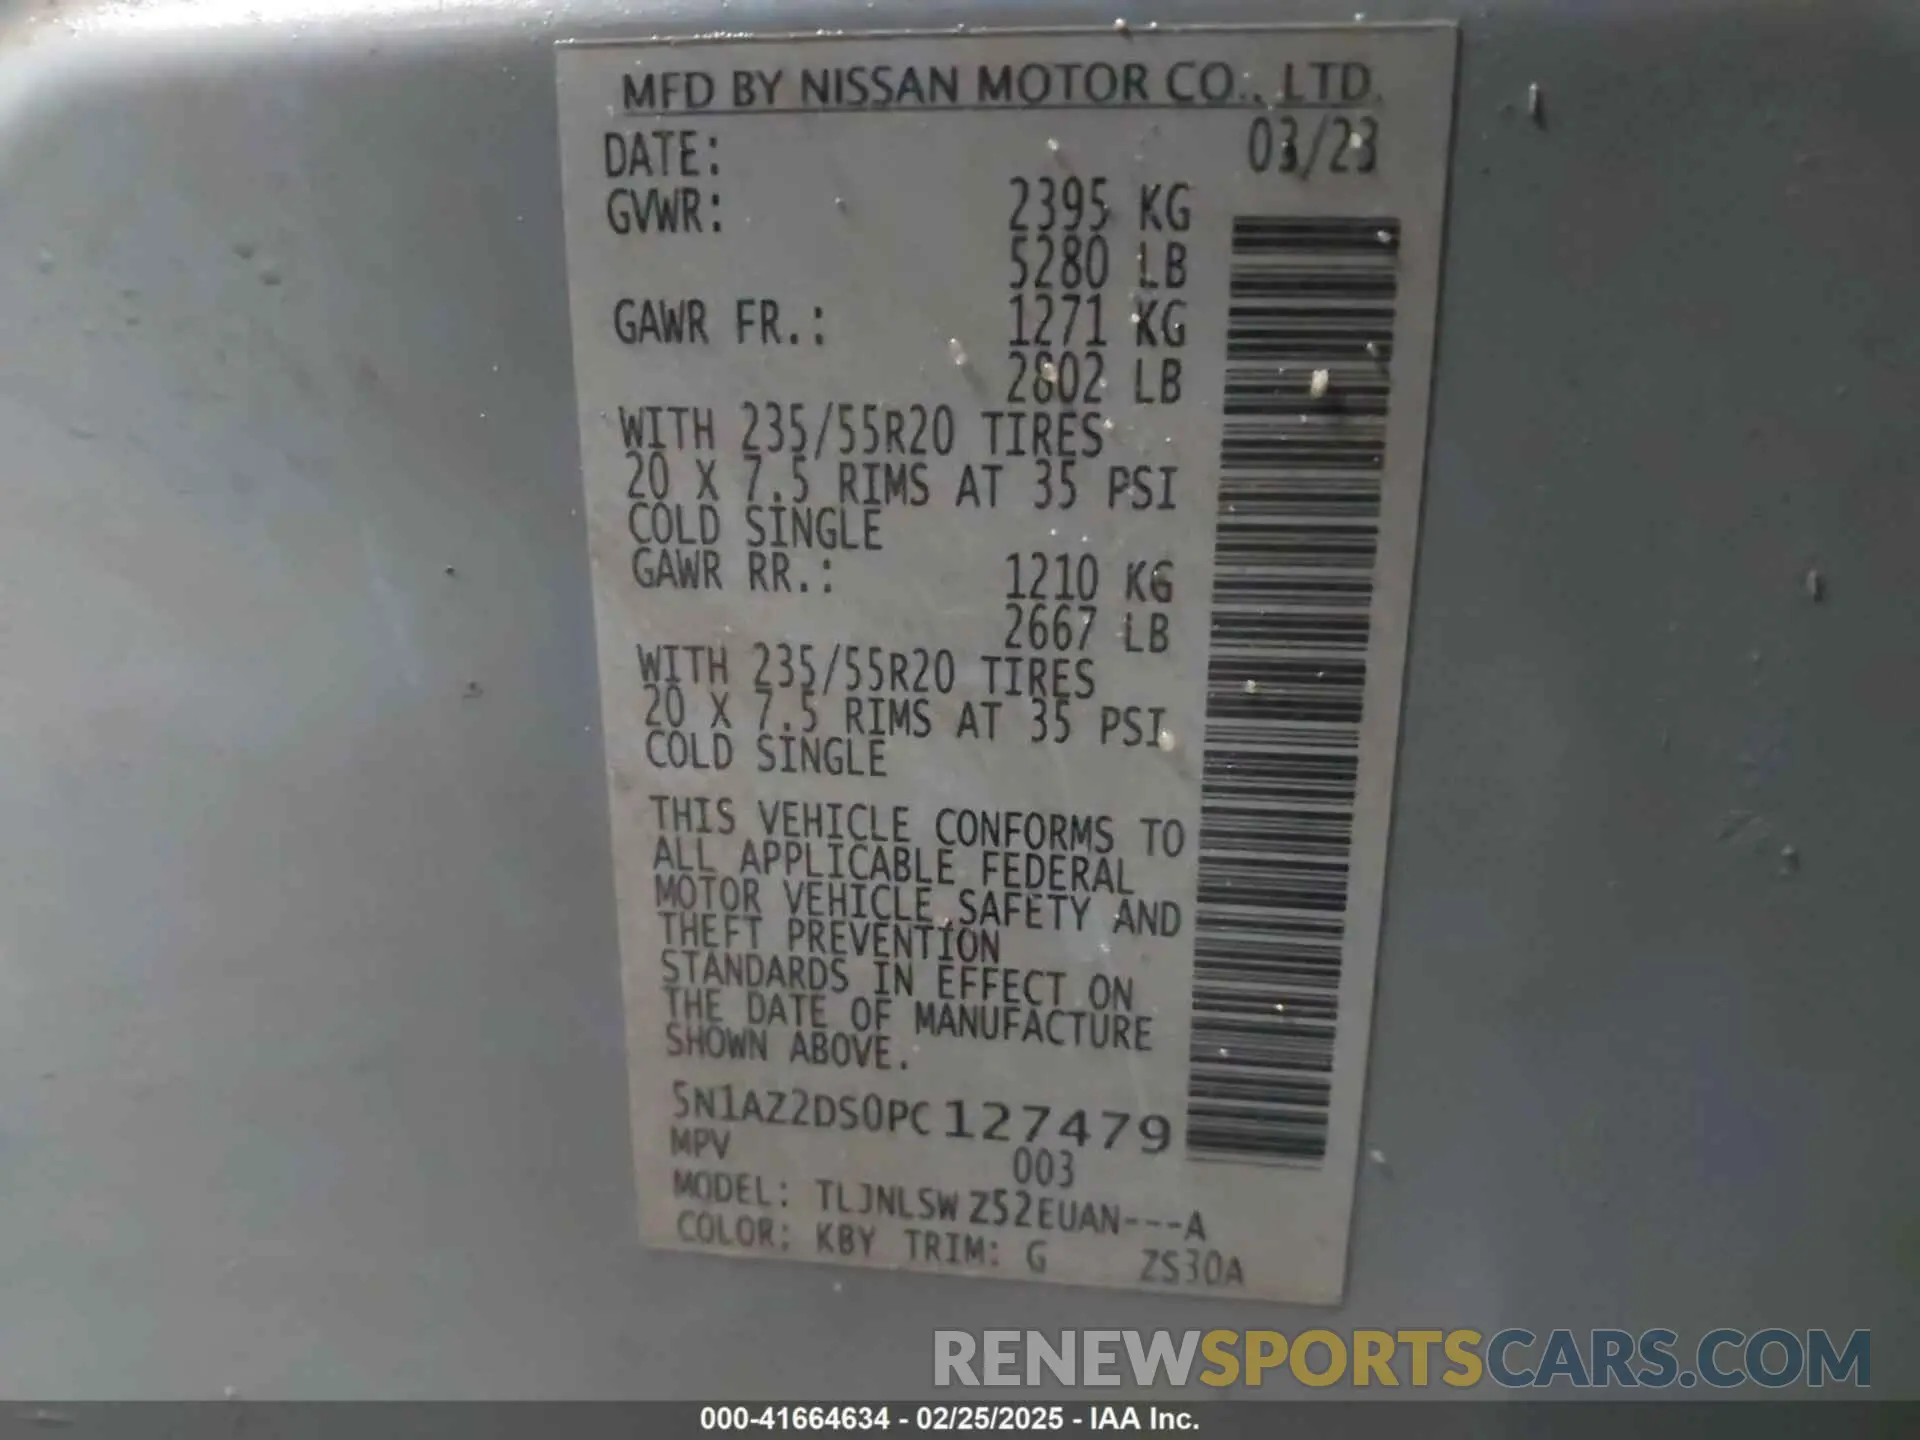 MFD BY NISSAN MOTOR CO., LTD.
DATE: 03/23
GVWR: 2395 KG
5280 LB
GAWR FR.: 1271 KG
2802 LB
WITH 235/55R20 TIRES
20 X 7.5 RIMS AT 35 PSI
COLD SINGLE
GAWR RR.: 1210 KG
2667 LB
WITH 235/55R20 TIRES
20 X 7.5 RIMS AT 35 PSI
COLD SINGLE
THIS VEHICLE CONFORMS TO
ALL APPLICABLE FEDERAL
MOTOR VEHICLE SAFETY AND
THEFT PREVENTION
STANDARDS IN EFFECT ON
THE DATE OF MANUFACTURE
SHOWN ABOVE.
5N1AZ2DS0PC127479
MPV 003
MODEL: TLJNLSW Z52EUAN---A
COLOR: KBY TRIM: G ZS30A
RENEWSPORTSCARS.COM
000-41664634 - 02/25/2025 - IAA Inc.